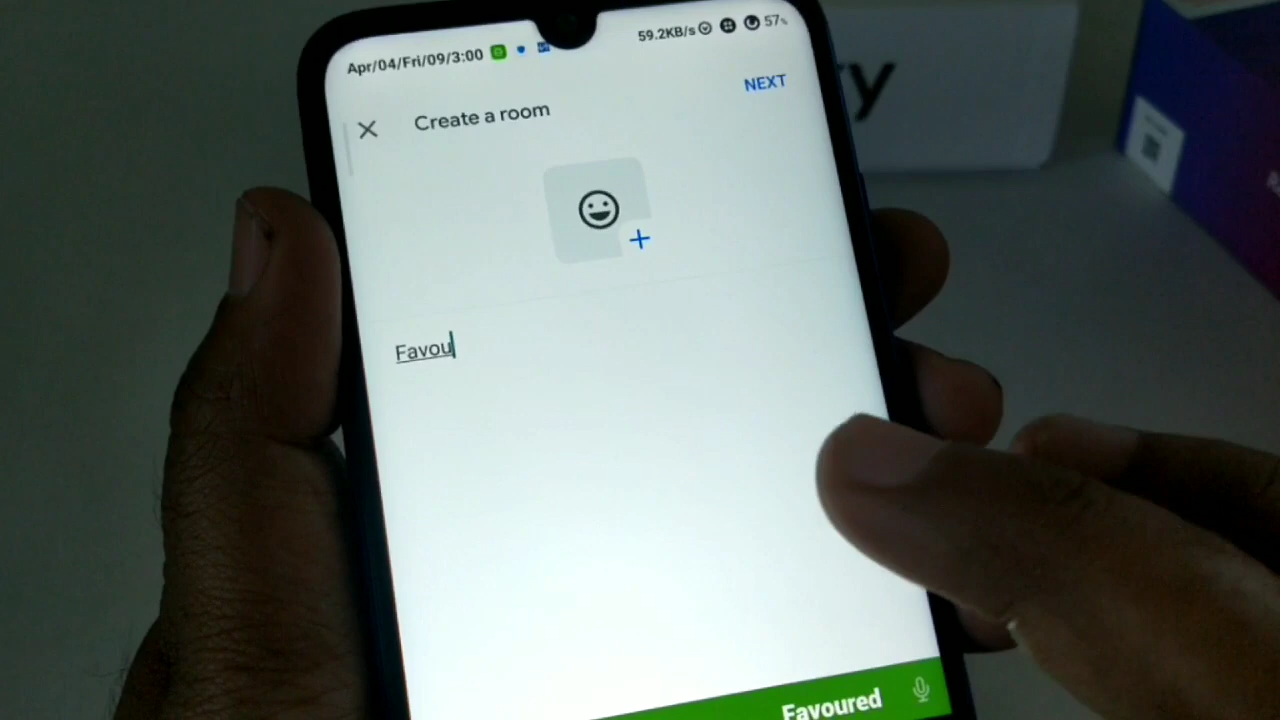 Apr/04/Fri/09/3:00
59.2KB/s 57%
Create a room
NEXT
Favou
Favoured